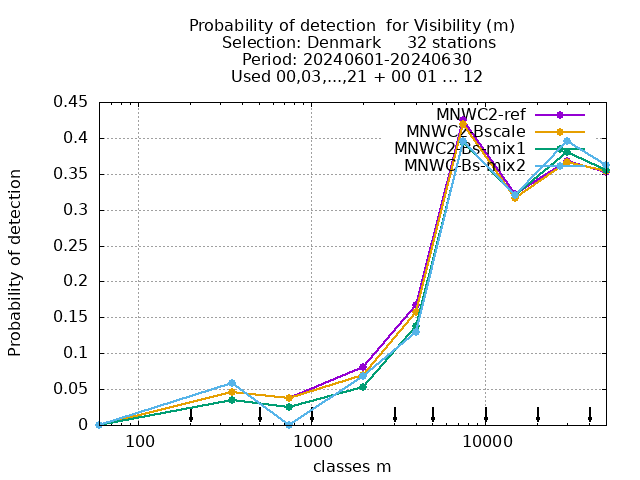 Probability of detection  for Visibility (m)
Selection: Denmark     32 stations
Period: 20240601-20240630
Used 00,03,...,21 + 00 01 ... 12
MNWC2-ref
MNWC2-Bscale
MNWC2-Bs-mix1
MNWC-Bs-mix2
Probability of detection
0.45
0.4
0.35
0.3
0.25
0.2
0.15
0.1
0.05
0
100 1000 10000
classes m